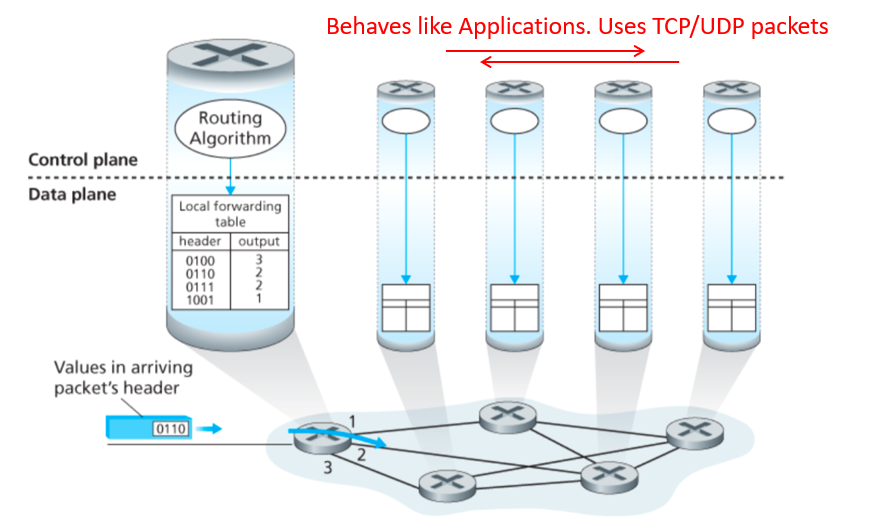 Behaves like Applications. Uses TCP/UDP packets
Routing
Algorithm
Control plane
Data plane
Local forwarding
table
header output
0100 3
0110 2
0111 2
1001 1
Values in arriving
packet's header
0110
1
2
3